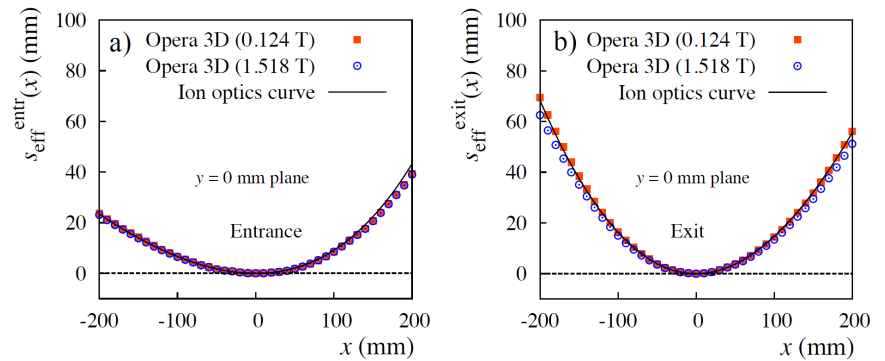 a)
Opera 3D (0.124 T)
Opera 3D (1.518 T)
Ion optics curve
y = 0 mm plane
Entrance
s_eff^entr(x) (mm)
100
80
60
40
20
0
-200
-100
0
100
200
x (mm)
b)
Opera 3D (0.124 T)
Opera 3D (1.518 T)
Ion optics curve
y = 0 mm plane
Exit
s_eff^exit(x) (mm)
100
80
60
40
20
0
-200
-100
0
100
200
x (mm)